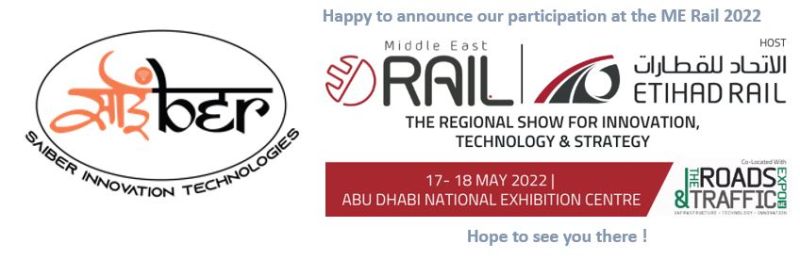 साईber
SAIBER INNOVATION TECHNOLOGIES
Happy to announce our participation at the ME Rail 2022
Middle East
RAIL
HOST
الاتحاد للقطارات
ETIHAD RAIL
THE REGIONAL SHOW FOR INNOVATION,
TECHNOLOGY & STRATEGY
17- 18 MAY 2022 |
ABU DHABI NATIONAL EXHIBITION CENTRE
Co-Located With
THE ROADS
& TRAFFIC
EXPO
INFRASTRUCTURE - TECHNOLOGY - INNOVATION
Hope to see you there !